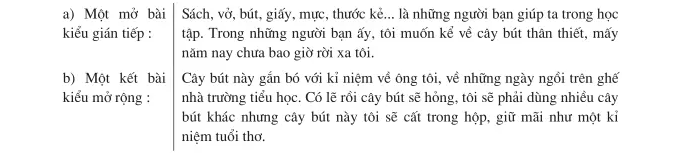 a) Một mở bài kiểu gián tiếp :
Sách, vở, bút, giấy, mực, thước kẻ... là những người bạn giúp ta trong học
tập. Trong những người bạn ấy, tôi muốn kể về cây bút thân thiết, mấy
năm nay chưa bao giờ rời xa tôi.
b) Một kết bài kiểu mở rộng :
Cây bút này gắn bó với kỉ niệm về ông tôi, về những ngày ngồi trên ghế
nhà trường tiểu học. Có lẽ rồi cây bút sẽ hỏng, tôi sẽ phải dùng nhiều cây
bút khác nhưng cây bút này tôi sẽ cất trong hộp, giữ mãi như một kỉ
niệm tuổi thơ.